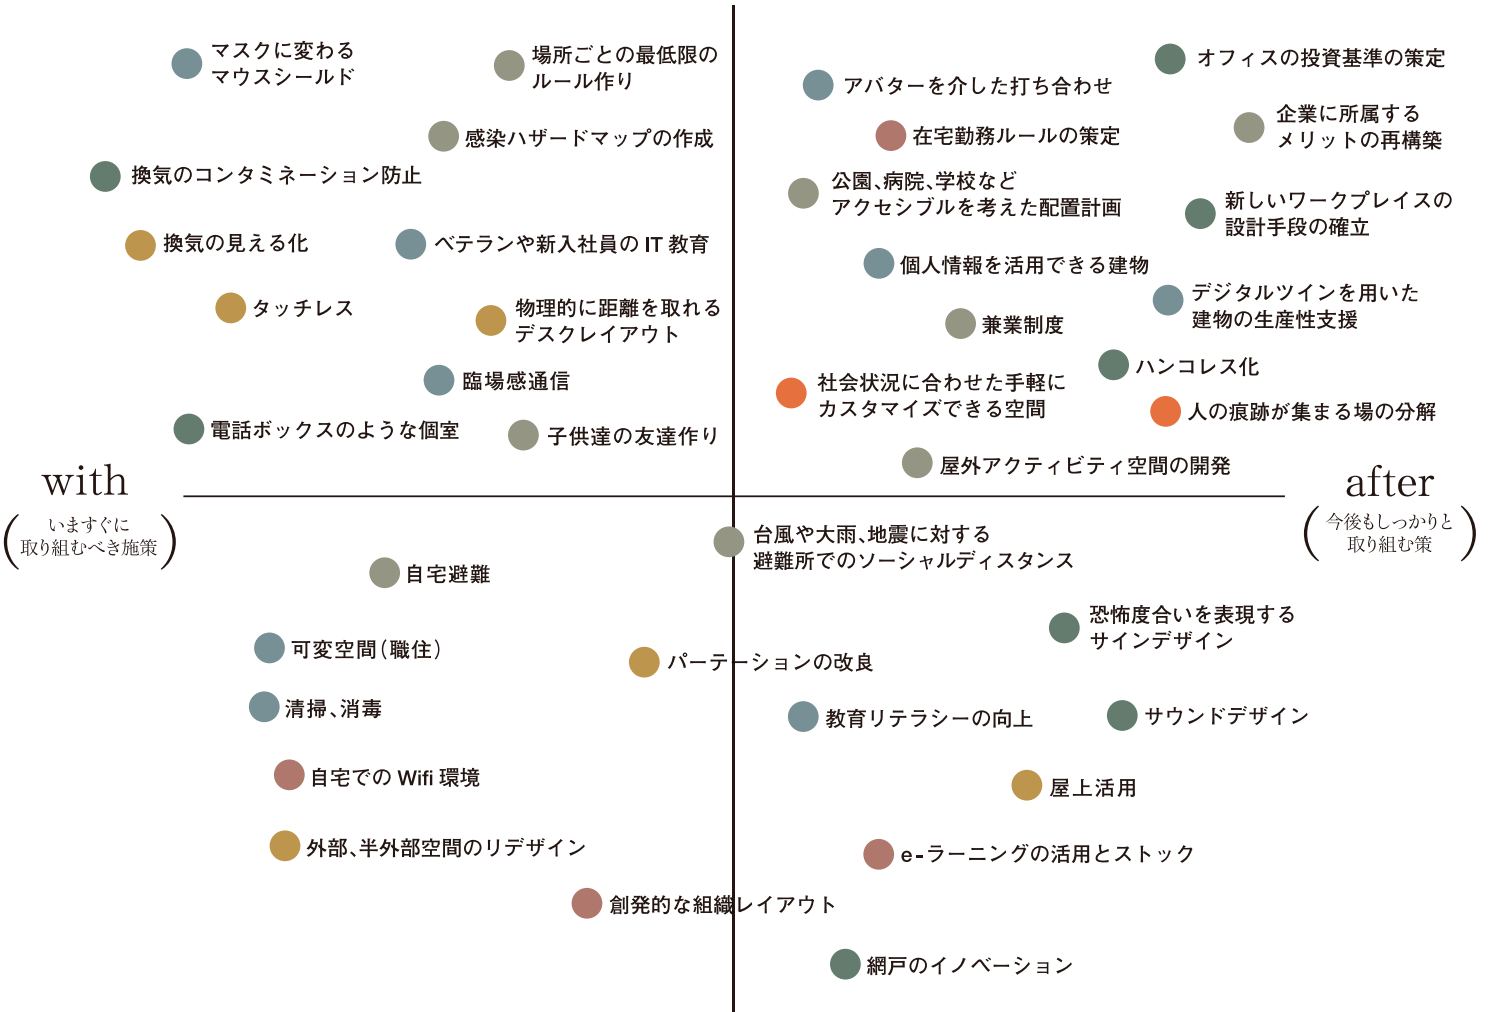 マスクに変わる
マウスシールド
場所ごとの最低限の
ルール作り
感染ハザードマップの作成
換気のコンタミネーション防止
換気の見える化
ベテランや新入社員の IT 教育
タッチレス
物理的に距離を取れる
デスクレイアウト
臨場感通信
電話ボックスのような個室
子供達の友達作り
アバターを介した打ち合わせ
オフィスの投資基準の策定
在宅勤務ルールの策定
企業に所属する
メリットの再構築
公園、病院、学校など
アクセシブルを考えた配置計画
新しいワークプレイスの
設計手段の確立
個人情報を活用できる建物
デジタルツインを用いた
建物の生産性支援
兼業制度
ハンコレス化
社会状況に合わせた手軽に
カスタマイズできる空間
人の痕跡が集まる場の分解
屋外アクティビティ空間の開発
with
(いますぐに
取り組むべき施策)
after
(今後もしっかりと
取り組む策)
自宅避難
可変空間(職住)
清掃、消毒
自宅での Wifi 環境
外部、半外部空間のリデザイン
パーテーションの改良
創発的な組織レイアウト
台風や大雨、地震に対する
避難所でのソーシャルディスタンス
恐怖度合いを表現する
サインデザイン
教育リテラシーの向上
サウンドデザイン
屋上活用
e-ラーニングの活用とストック
網戸のイノベーション